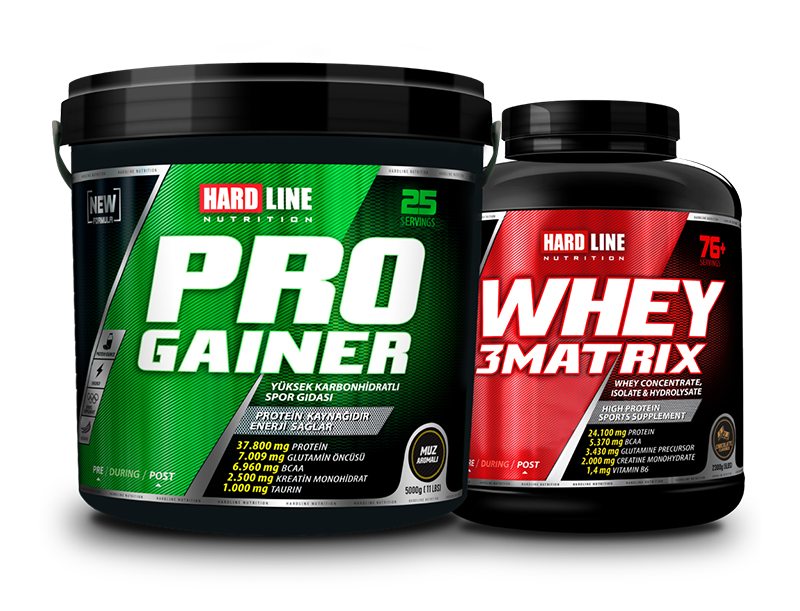 NEW
FORMULA
HARD LINE
NUTRITION
25
SERVINGS
PRO
GAINER
YÜKSEK KARBONHİDRATLI
SPOR GIDASI
PROTEİN KAYNAĞIDIR
ENERJİ SAĞLAR
37.800 mg PROTEİN
7.009 mg GLUTAMİN ÖNCÜSÜ
6.960 mg BCAA
2.500 mg KREATİN MONOHİDRAT
1.000 mg TAURIN
MUZ
AROMALI
5000g (11 LBS)
PRE / DURING / POST
HARD LINE
NUTRITION
76+
SERVINGS
WHEY
3MATRIX
WHEY CONCENTRATE,
ISOLATE & HYDROLYSATE
HIGH PROTEIN
SPORTS SUPPLEMENT
24.100 mg PROTEIN
5.370 mg BCAA
3.430 mg GLUTAMINE PRECURSOR
2.000 mg CREATINE MONOHYDRATE
1,4 mg VITAMIN B6
/ DURING / POST